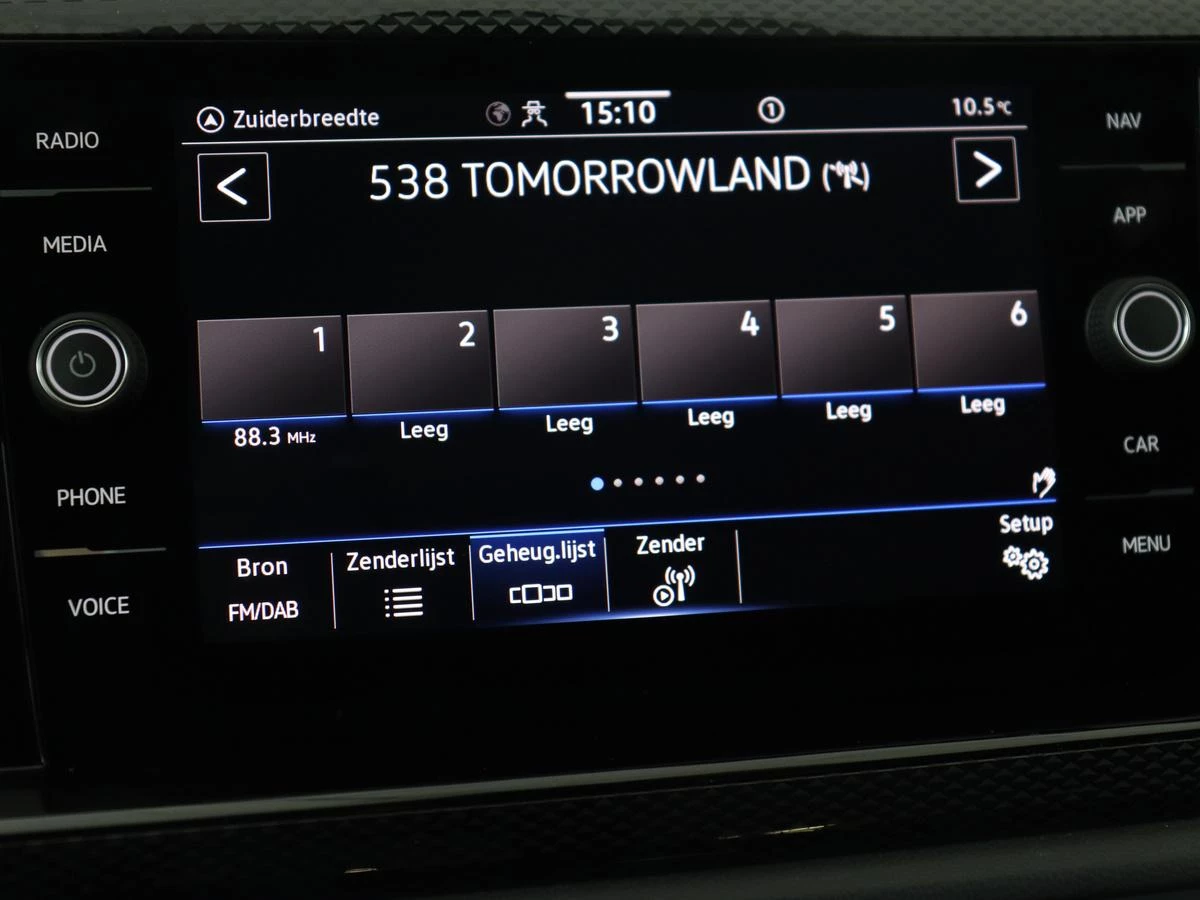 RADIO
MEDIA
PHONE
VOICE
Zuiderbreedte
15:10
1
10.5°C
< 538 TOMORROWLAND >
1 2 3 4 5 6
88.3 MHz Leeg Leeg Leeg Leeg Leeg
Setup
Bron Zenderlijst Geheug.lijst Zender
FM/DAB
NAV
APP
CAR
MENU